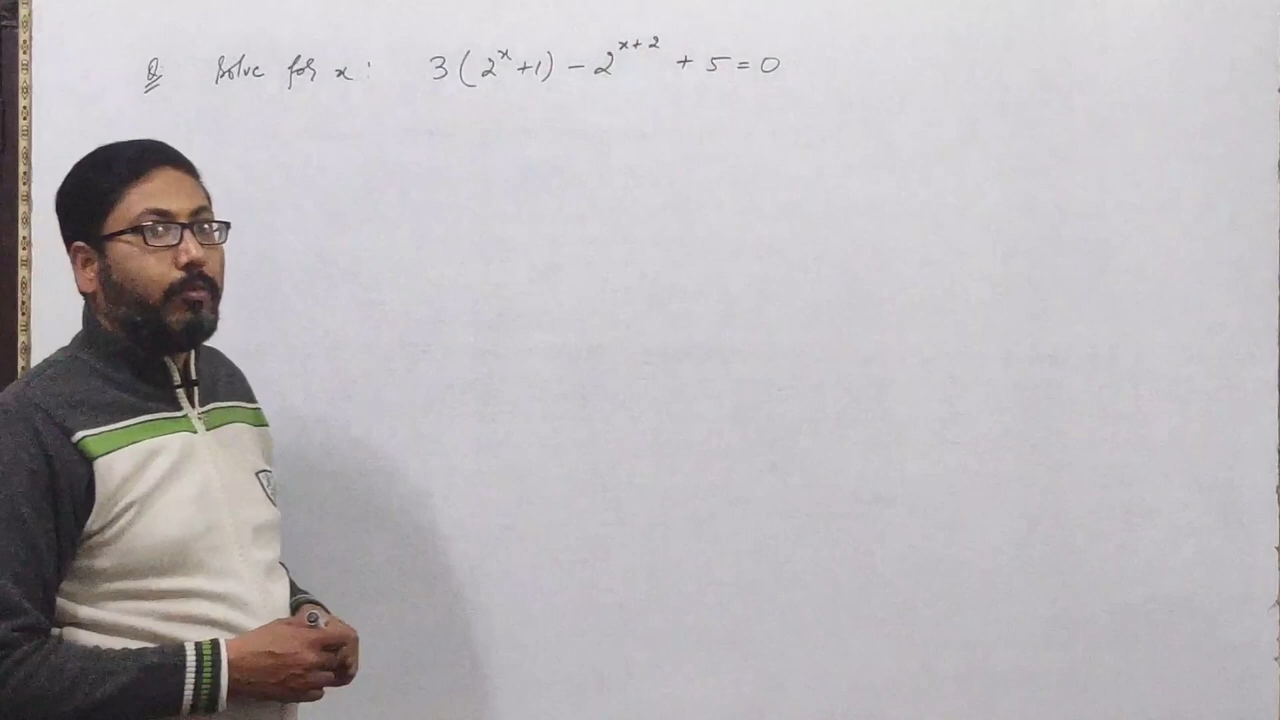 Q Solve for x : 3(2^x+1) - 2^{x+2} + 5 = 0